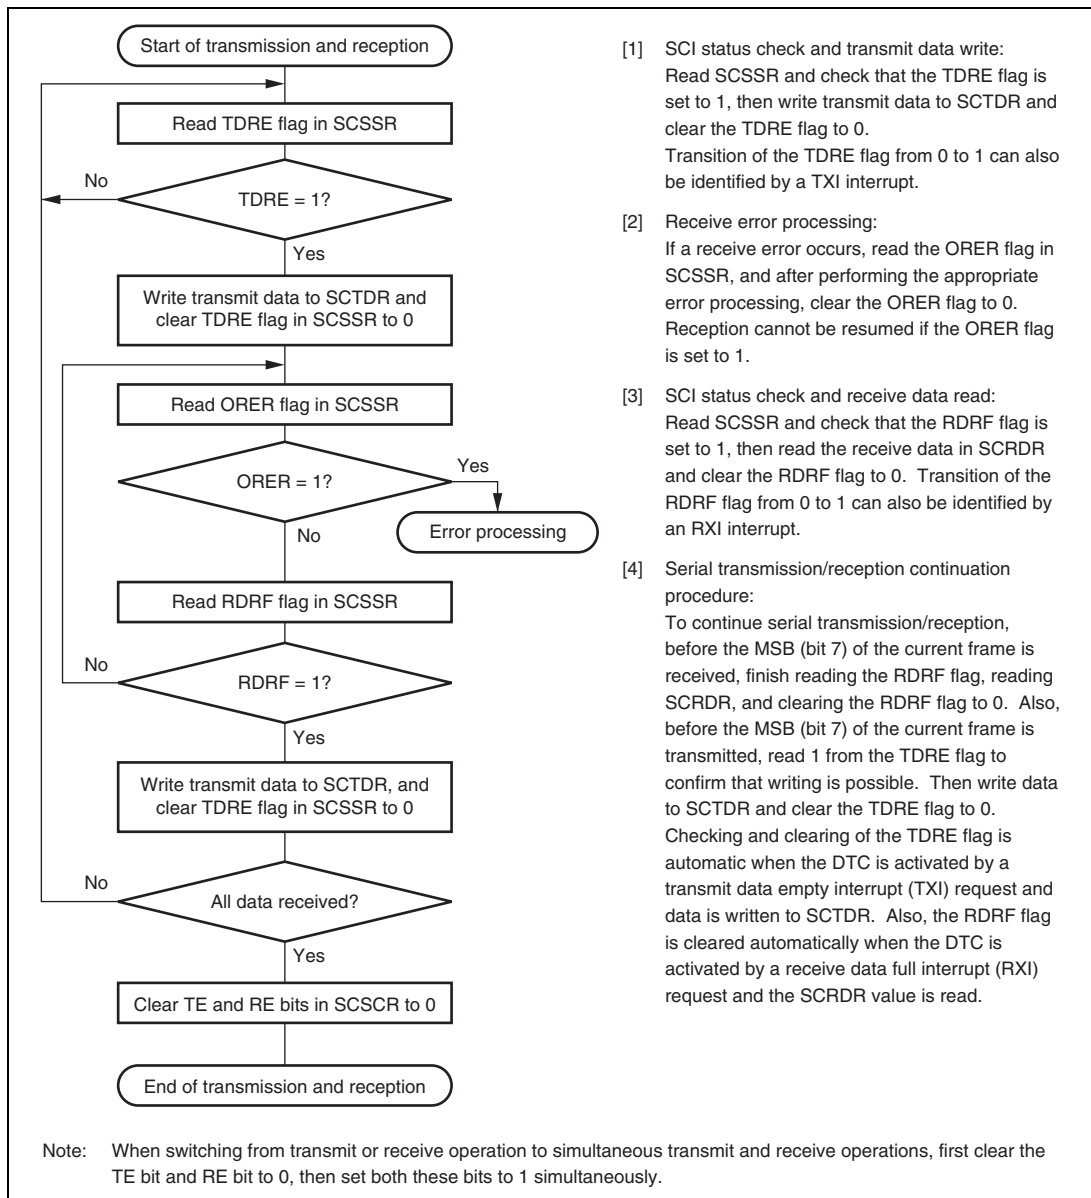 Start of transmission and reception
Read TDRE flag in SCSSR
No
TDRE = 1?
Yes
Write transmit data to SCTDR and
clear TDRE flag in SCSSR to 0
Read ORER flag in SCSSR
Yes
ORER = 1?
Error processing
No
Read RDRF flag in SCSSR
No
RDRF = 1?
Yes
Write transmit data to SCTDR, and
clear TDRE flag in SCSSR to 0
No
All data received?
Yes
Clear TE and RE bits in SCSCR to 0
End of transmission and reception
[1] SCI status check and transmit data write:
Read SCSSR and check that the TDRE flag is
set to 1, then write transmit data to SCTDR and
clear the TDRE flag to 0.
Transition of the TDRE flag from 0 to 1 can also
be identified by a TXI interrupt.
[2] Receive error processing:
If a receive error occurs, read the ORER flag in
SCSSR, and after performing the appropriate
error processing, clear the ORER flag to 0.
Reception cannot be resumed if the ORER flag
is set to 1.
[3] SCI status check and receive data read:
Read SCSSR and check that the RDRF flag is
set to 1, then read the receive data in SCRDR
and clear the RDRF flag to 0. Transition of the
RDRF flag from 0 to 1 can also be identified by
an RXI interrupt.
[4] Serial transmission/reception continuation
procedure:
To continue serial transmission/reception,
before the MSB (bit 7) of the current frame is
received, finish reading the RDRF flag, reading
SCRDR, and clearing the RDRF flag to 0. Also,
before the MSB (bit 7) of the current frame is
transmitted, read 1 from the TDRE flag to
confirm that writing is possible. Then write data
to SCTDR and clear the TDRE flag to 0.
Checking and clearing of the TDRE flag is
automatic when the DTC is activated by a
transmit data empty interrupt (TXI) request and
data is written to SCTDR. Also, the RDRF flag
is cleared automatically when the DTC is
activated by a receive data full interrupt (RXI)
request and the SCRDR value is read.
Note: When switching from transmit or receive operation to simultaneous transmit and receive operations, first clear the
TE bit and RE bit to 0, then set both these bits to 1 simultaneously.